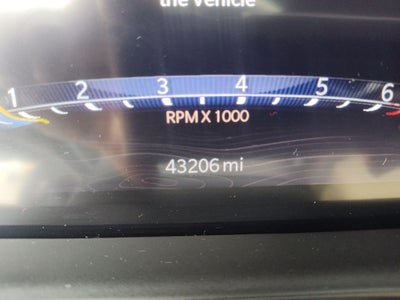 the vehicle
1 2 3 4 5 6
RPM X 1000
43206 mi